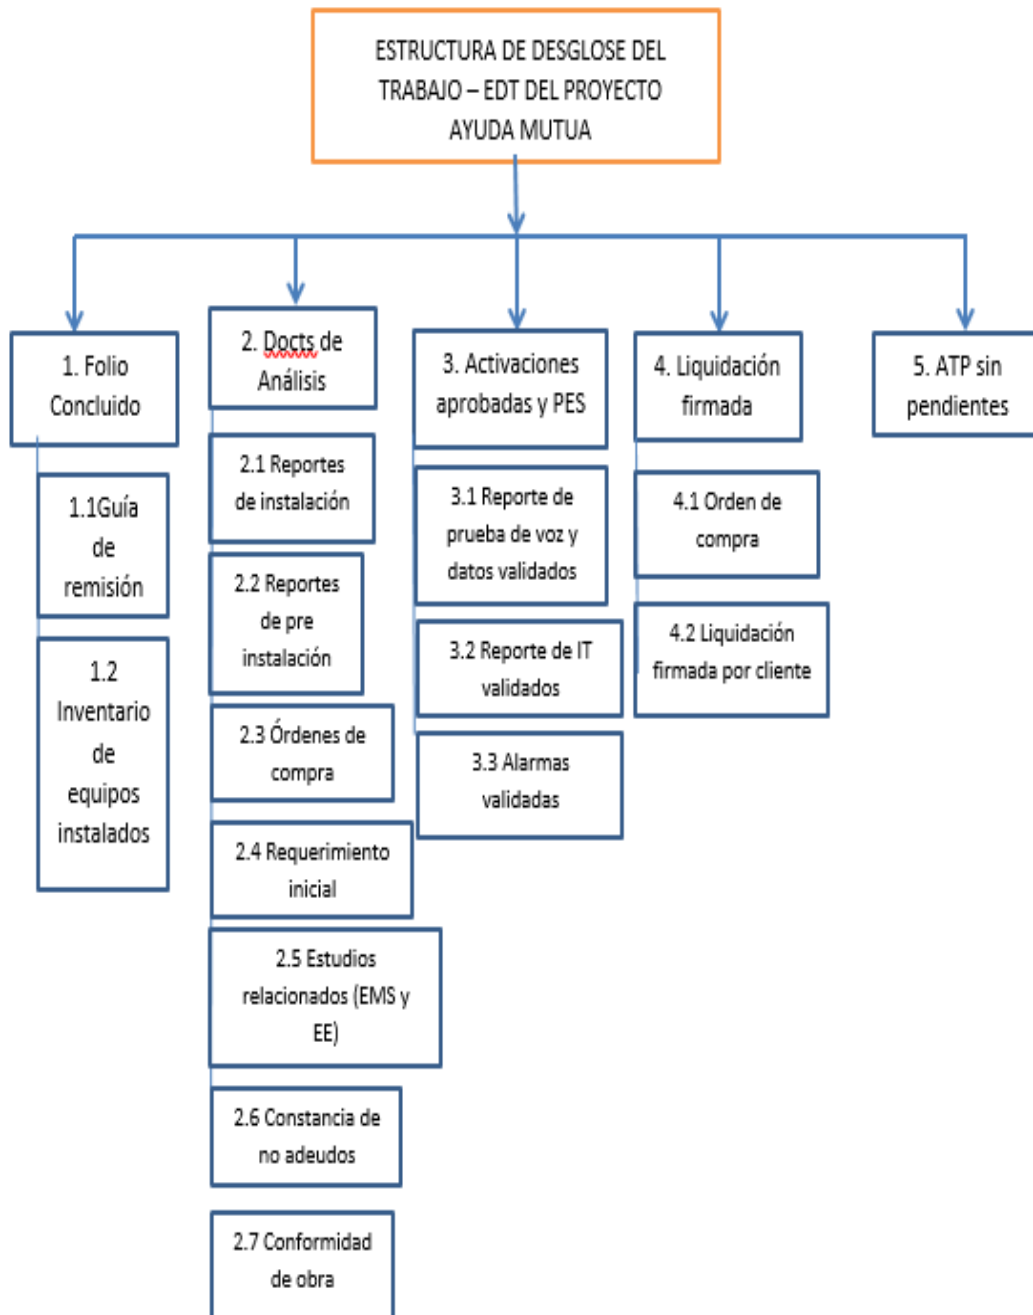 ESTRUCTURA DE DESGLOSE DEL
TRABAJO – EDT DEL PROYECTO
AYUDA MUTUA
1. Folio
Concluido
1.1Guía
de
remisión
1.2
Inventario
de
equipos
instalados
2. Docts de
Análisis
2.1 Reportes
de instalación
2.2 Reportes
de pre
instalación
2.3 Órdenes de
compra
2.4 Requerimiento
inicial
2.5 Estudios
relacionados (EMS y
EE)
2.6 Constancia de
no adeudos
2.7 Conformidad
de obra
3. Activaciones
aprobadas y PES
3.1 Reporte de
prueba de voz y
datos validados
3.2 Reporte de IT
validados
3.3 Alarmas
validadas
4. Liquidación
firmada
4.1 Orden de
compra
4.2 Liquidación
firmada por cliente
5. ATP sin
pendientes